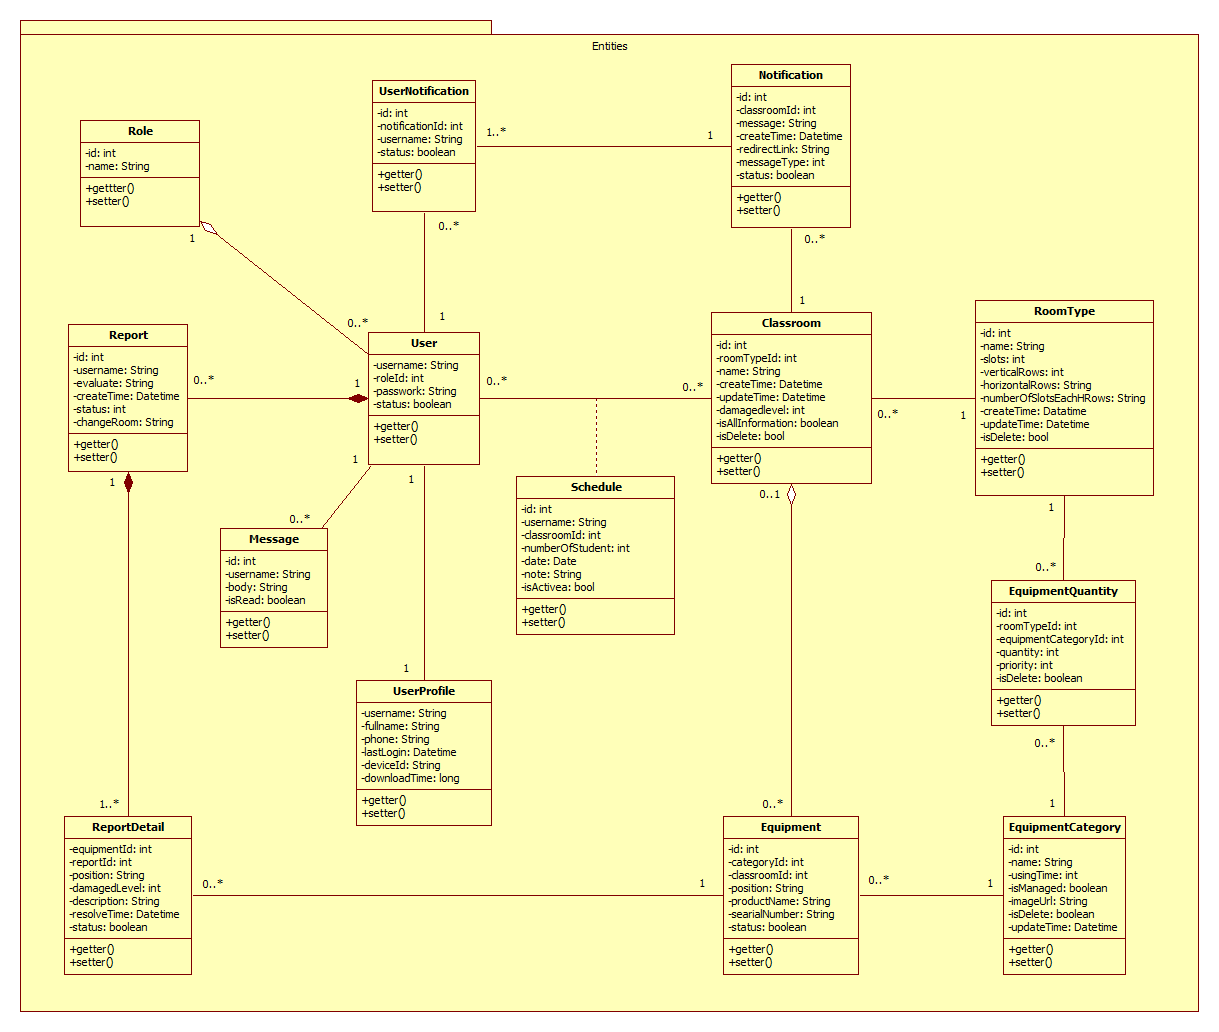 Entities
UserNotification
-id: int
-notificationId: int
-username: String
-status: boolean
+getter()
+setter()
Notification
-id: int
-classroomId: int
-message: String
-createTime: Datetime
-redirectLink: String
-messageType: int
-status: boolean
+getter()
+setter()
Role
-id: int
-name: String
+gettter()
+setter()
1..*
1
1
0..*
0..*
0..*
1
1
0..*
Report
-id: int
-username: String
-evaluate: String
-createTime: Datetime
-status: int
-changeRoom: String
+getter()
+setter()
User
-username: String
-roleId: int
-passwork: String
-status: boolean
+getter()
+setter()
Classroom
-id: int
-roomTypeId: int
-name: String
-createTime: Datetime
-updateTime: Datetime
-damagedlevel: int
-isAllInformation: boolean
-isDelete: bool
+getter()
+setter()
RoomType
-id: int
-name: String
-slots: int
-verticalRows: int
-horizontalRows: String
-numberOfSlotsEachHRows: String
-createTime: Datatime
-updateTime: Datetime
-isDelete: bool
+getter()
+setter()
0..*
1
0..*
0..*
0..*
1
1
1
1
0..*
0..1
1
Schedule
-id: int
-username: String
-classroomId: int
-numberOfStudent: int
-date: Date
-note: String
-isActivea: bool
+getter()
+setter()
Message
-id: int
-username: String
-body: String
-isRead: boolean
+getter()
+setter()
0..*
EquipmentQuantity
-id: int
-roomTypeId: int
-equipmentCategoryId: int
-quantity: int
-priority: int
-isDelete: boolean
+getter()
+setter()
1
UserProfile
-username: String
-fullname: String
-phone: String
-lastLogin: Datetime
-deviceId: String
-downloadTime: long
+getter()
+setter()
0..*
1..*
0..*
1
ReportDetail
-equipmentId: int
-reportId: int
-position: String
-damagedLevel: int
-description: String
-resolveTime: Datetime
-status: boolean
+getter()
+setter()
0..*
1
Equipment
-id: int
-categoryId: int
-classroomId: int
-position: String
-productName: String
-searialNumber: String
-status: boolean
+getter()
+setter()
0..*
1
EquipmentCategory
-id: int
-name: String
-usingTime: int
-isManaged: boolean
-imageUrl: String
-isDelete: boolean
-updateTime: Datetime
+getter()
+setter()